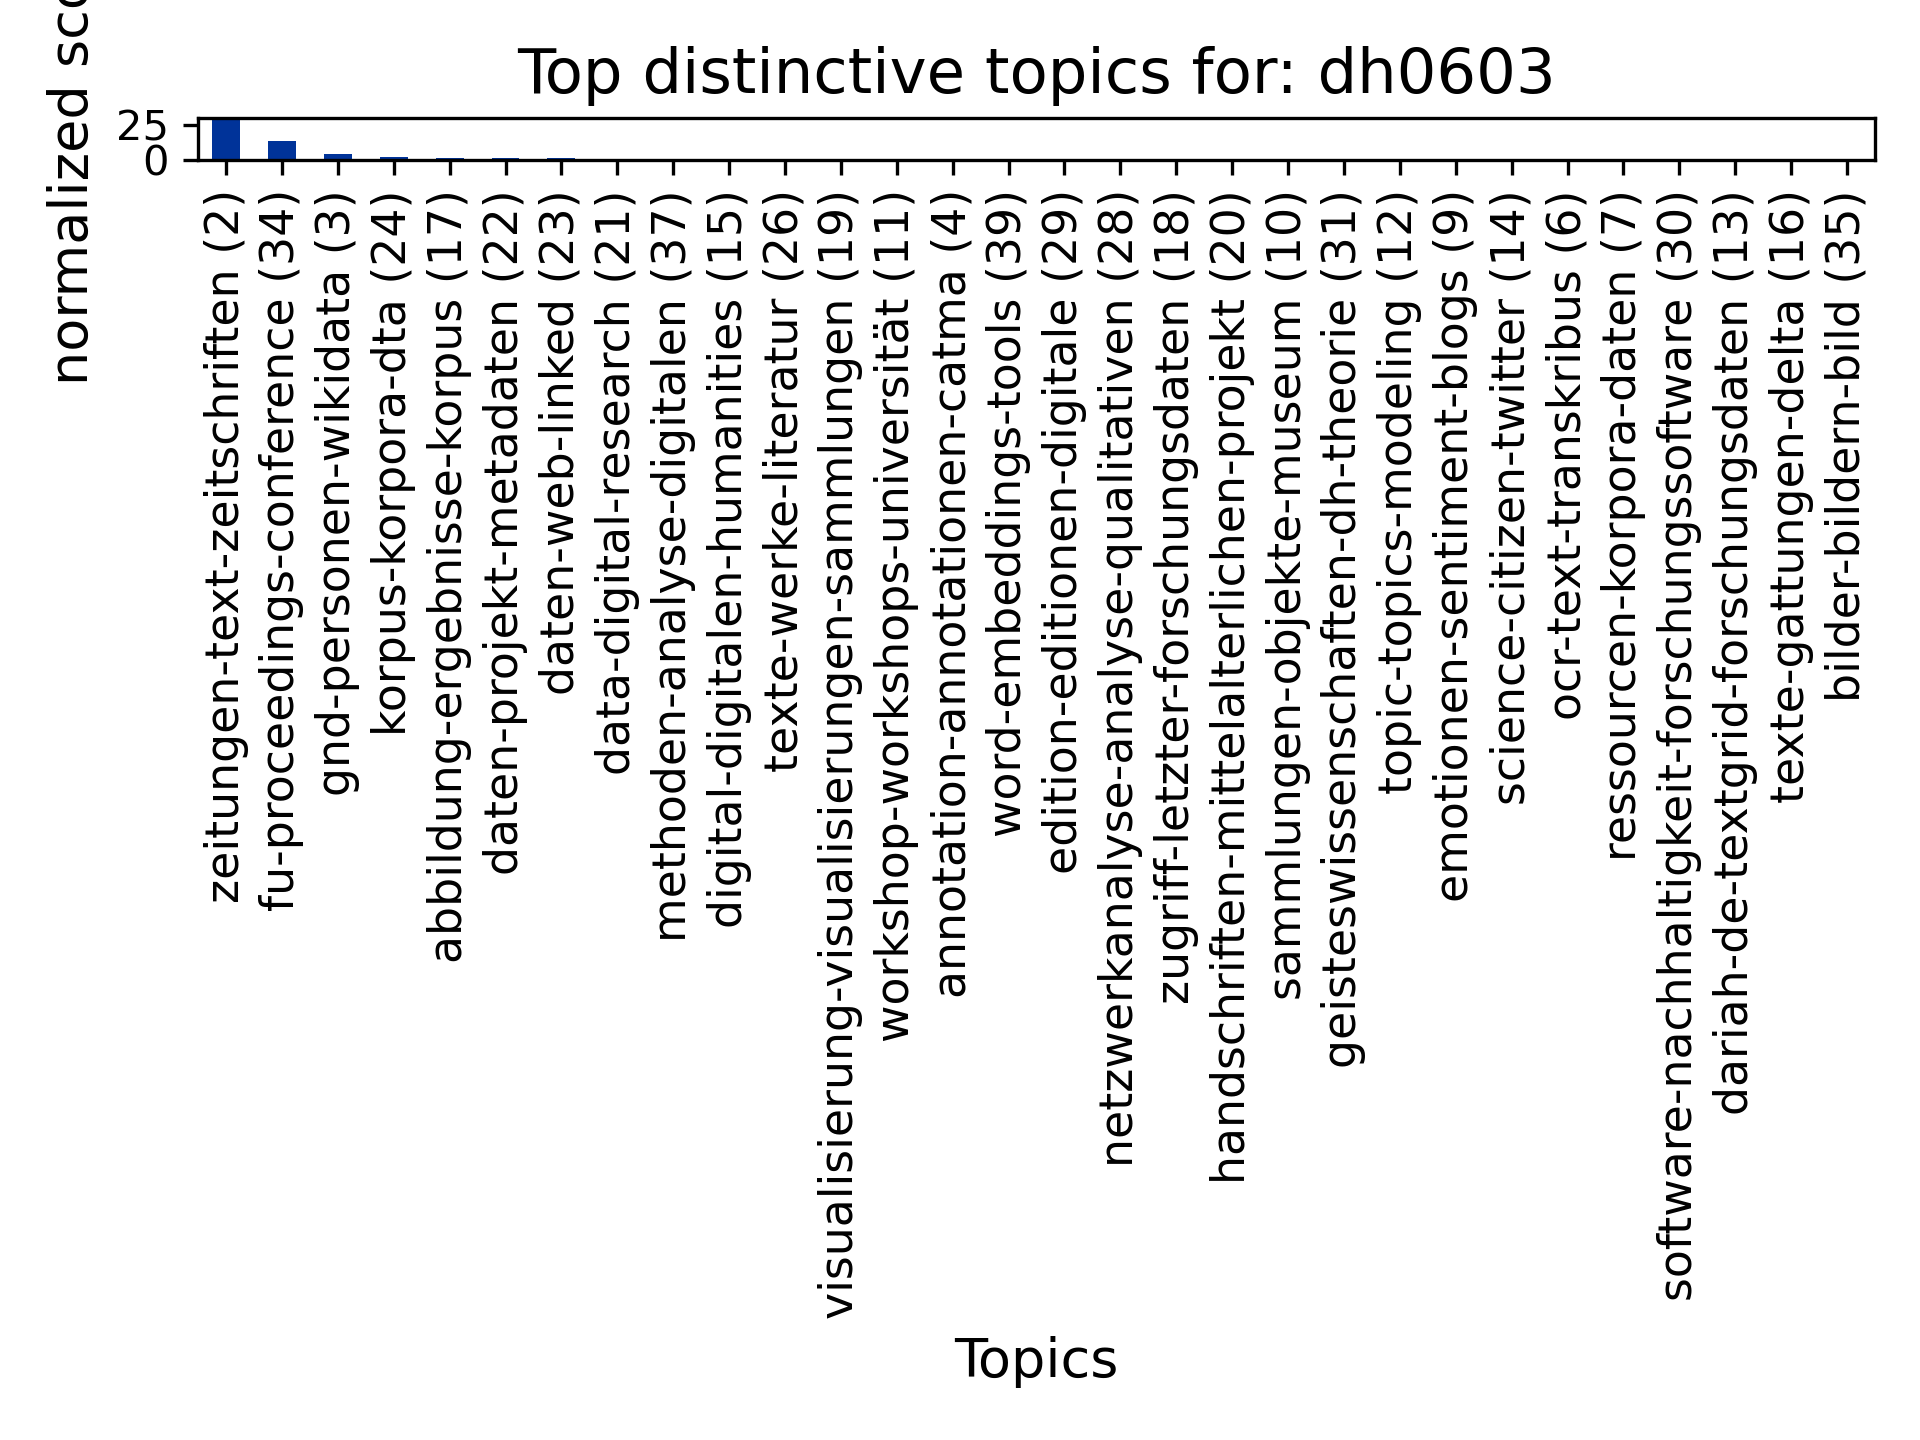 Top distinctive topics for: dh0603
normalized sco
25
0
zeitungen-text-zeitschriften (2)
fu-proceedings-conference (34)
gnd-personen-wikidata (3)
korpus-korpora-dta (24)
abbildung-ergebnisse-korpus (17)
daten-projekt-metadaten (22)
daten-web-linked (23)
data-digital-research (21)
methoden-analyse-digitalen (37)
digital-digitalen-humanities (15)
texte-werke-literatur (26)
visualisierung-visualisierungen-sammlungen (19)
workshop-workshops-universität (11)
annotation-annotationen-catma (4)
word-embeddings-tools (39)
edition-editionen-digitale (29)
netzwerkanalyse-analyse-qualitativen (28)
zugriff-letzter-forschungsdaten (18)
handschriften-mittelalterlichen-projekt (20)
sammlungen-objekte-museum (10)
geisteswissenschaften-dh-theorie (31)
topic-topics-modeling (12)
emotionen-sentiment-blogs (9)
science-citizen-twitter (14)
ocr-text-transkribus (6)
ressourcen-korpora-daten (7)
software-nachhaltigkeit-forschungssoftware (30)
dariah-de-textgrid-forschungsdaten (13)
texte-gattungen-delta (16)
bilder-bildern-bild (35)
Topics